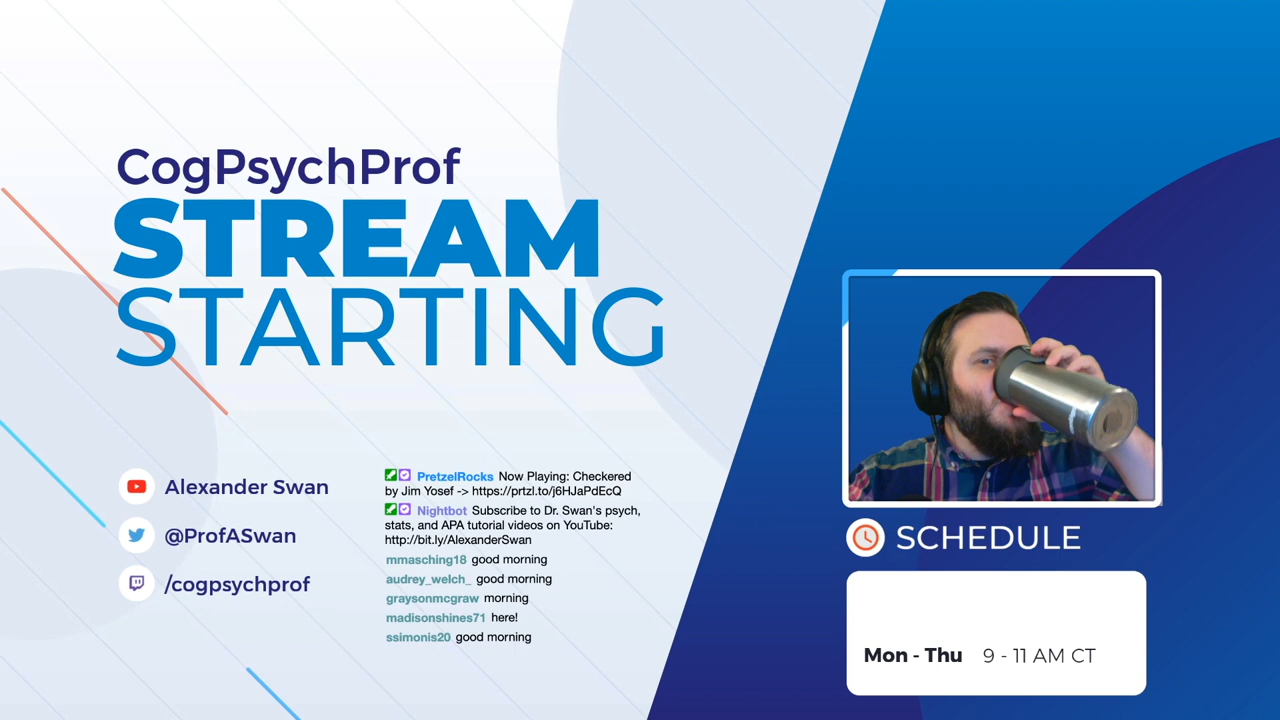 CogPsychProf
STREAM
STARTING
Alexander Swan
@ProfASwan
/cogpsychprof
PretzelRocks Now Playing: Checkered
by Jim Yosef -> https://prtzl.to/j6HJaPdEcQ
Nightbot Subscribe to Dr. Swan's psych,
stats, and APA tutorial videos on YouTube:
http://bit.ly/AlexanderSwan
mmasching18 good morning
audrey_welch_ good morning
graysonmcgraw morning
madisonshines71 here!
ssimonis20 good morning
SCHEDULE
Mon - Thu 9 - 11 AM CT